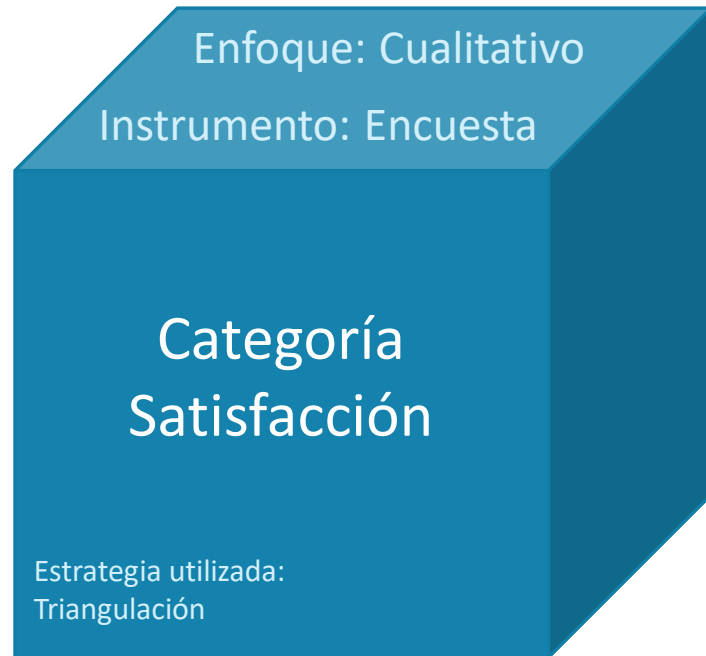 Enfoque: Cualitativo
Instrumento: Encuesta
Categoría
Satisfacción
Estrategia utilizada:
Triangulación